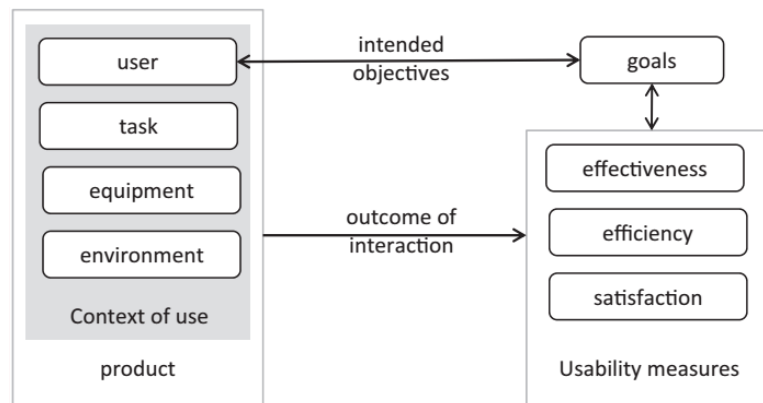 user
task
equipment
environment
Context of use
product
intended
objectives
outcome of
interaction
goals
effectiveness
efficiency
satisfaction
Usability measures